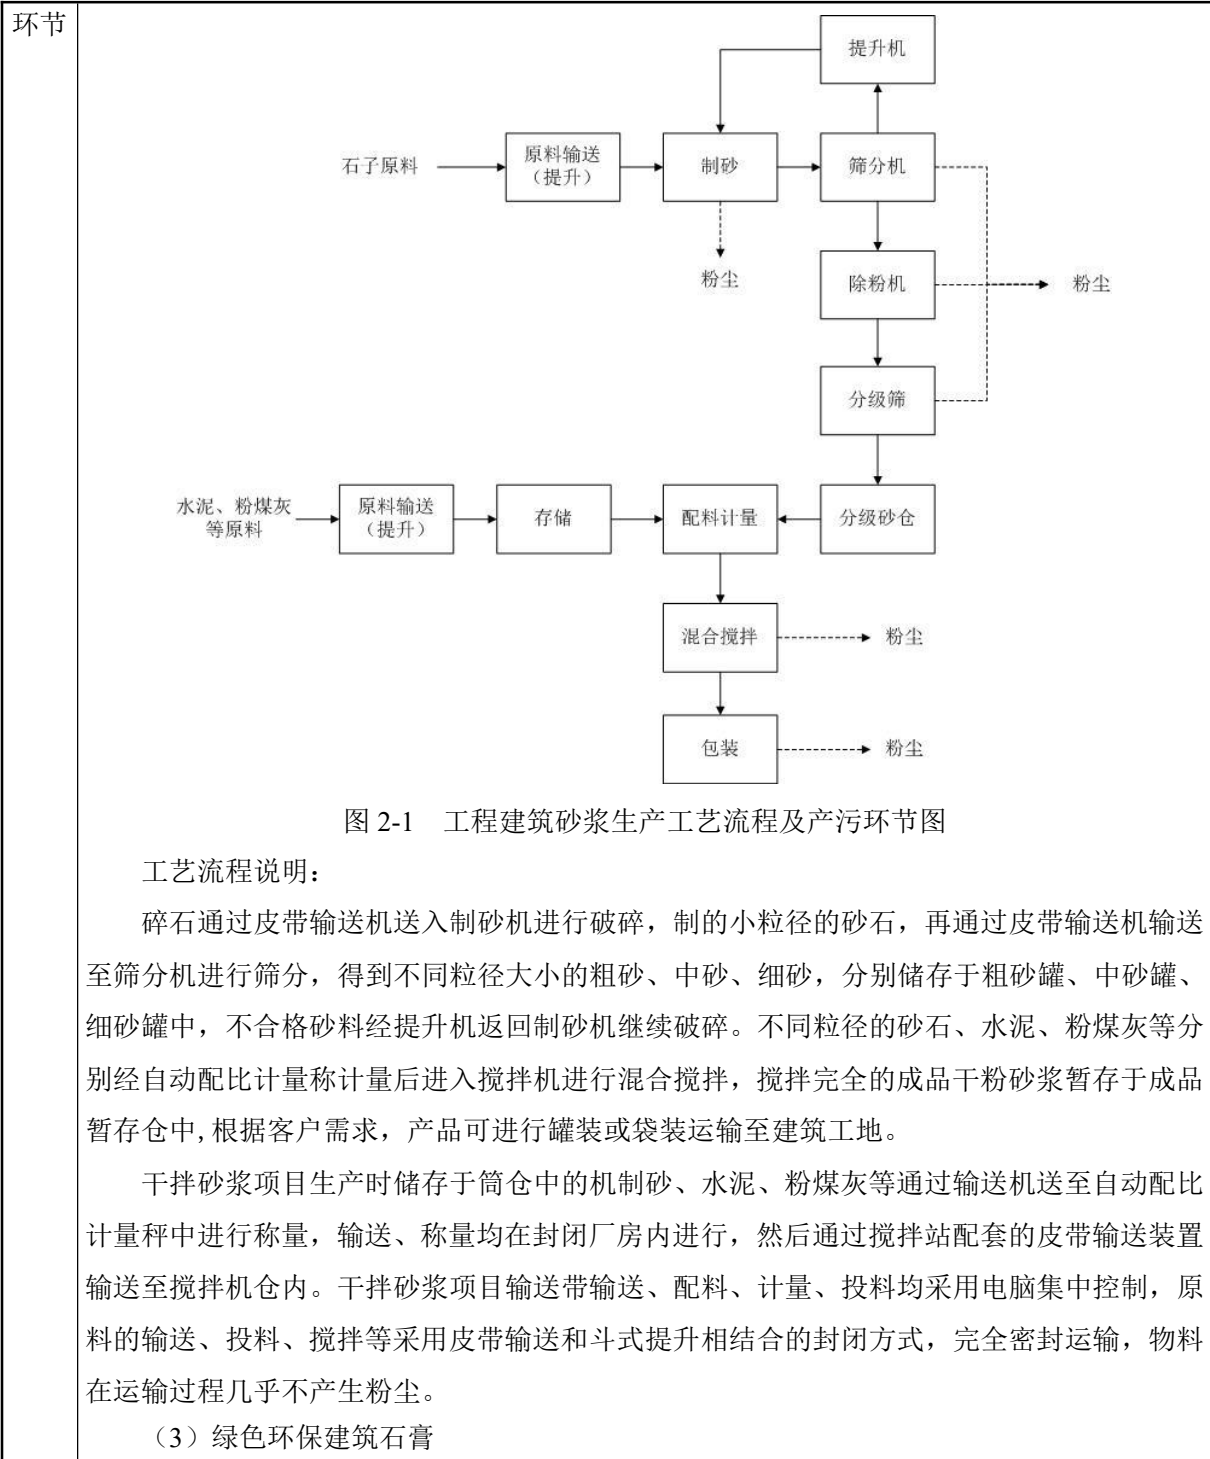 环节
提升机
石子原料
原料输送
（提升）
制砂
筛分机
粉尘
除粉机
粉尘
分级筛
水泥、粉煤灰
等原料
原料输送
（提升）
存储
配料计量
分级砂仓
混合搅拌
粉尘
包装
粉尘
图 2-1 工程建筑砂浆生产工艺流程及产污环节图
工艺流程说明：
碎石通过皮带输送机送入制砂机进行破碎，制的小粒径的砂石，再通过皮带输送机输送
至筛分机进行筛分，得到不同粒径大小的粗砂、中砂、细砂，分别储存于粗砂罐、中砂罐、
细砂罐中，不合格砂料经提升机返回制砂机继续破碎。不同粒径的砂石、水泥、粉煤灰等分
别经自动配比计量称计量后进入搅拌机进行混合搅拌，搅拌完全的成品干粉砂浆暂存于成品
暂存仓中,根据客户需求，产品可进行罐装或袋装运输至建筑工地。
干拌砂浆项目生产时储存于筒仓中的机制砂、水泥、粉煤灰等通过输送机送至自动配比
计量秤中进行称量，输送、称量均在封闭厂房内进行，然后通过搅拌站配套的皮带输送装置
输送至搅拌机仓内。干拌砂浆项目输送带输送、配料、计量、投料均采用电脑集中控制，原
料的输送、投料、搅拌等采用皮带输送和斗式提升相结合的封闭方式，完全密封运输，物料
在运输过程几乎不产生粉尘。
（3）绿色环保建筑石膏